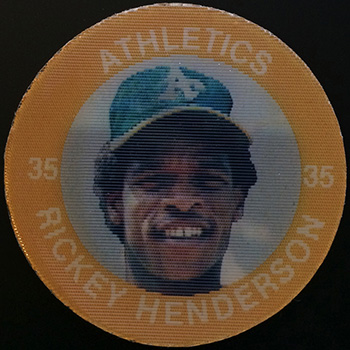 ATHLETICS
A's
35 35
RICKEY HENDERSON